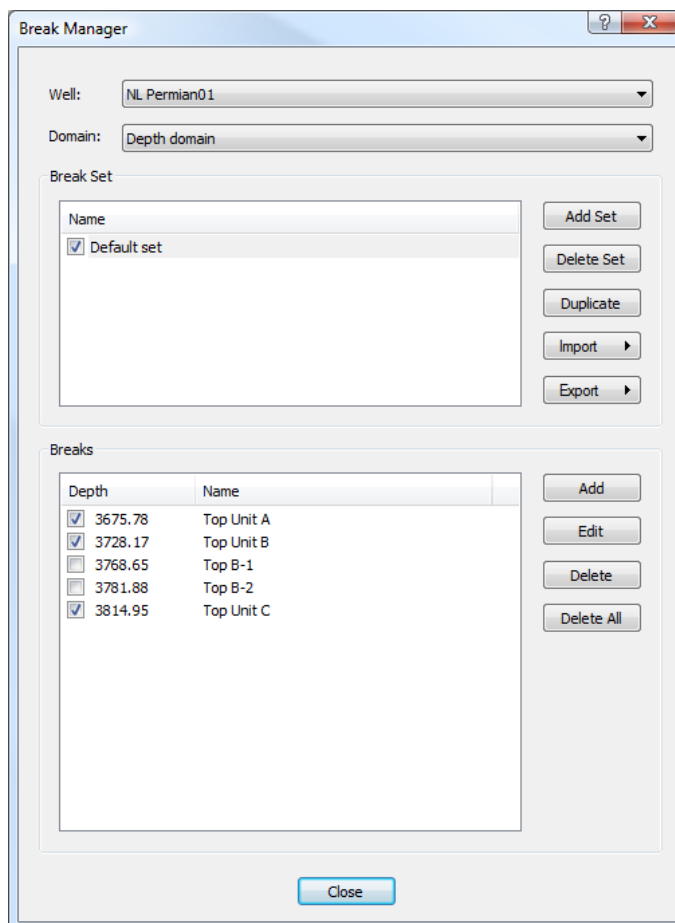 Break Manager
?
X
Well: NL Permian01
Domain: Depth domain
Break Set
Name
Default set
Add Set
Delete Set
Duplicate
Import
Export
Breaks
Depth Name
3675.78 Top Unit A
3728.17 Top Unit B
3768.65 Top B-1
3781.88 Top B-2
3814.95 Top Unit C
Add
Edit
Delete
Delete All
Close